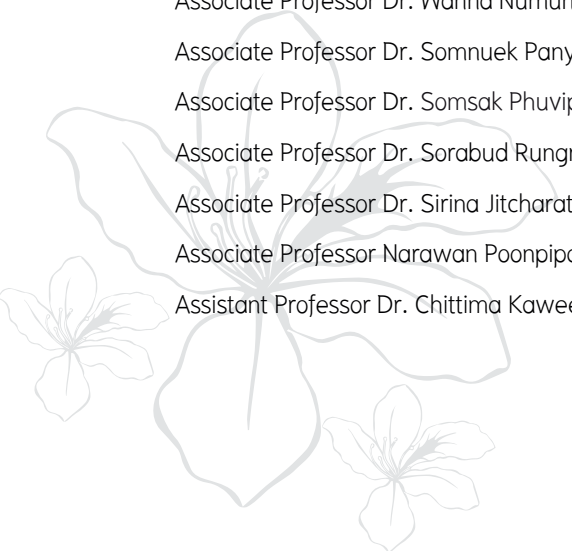 Associate Professor Dr. Wanna
Associate Professor Dr. Somnuek
Associate Professor Dr. Somsak
Associate Professor Dr. Sorabud
Associate Professor Dr. Sirina
Associate Professor Narawan
Assistant Professor Dr. Chittima